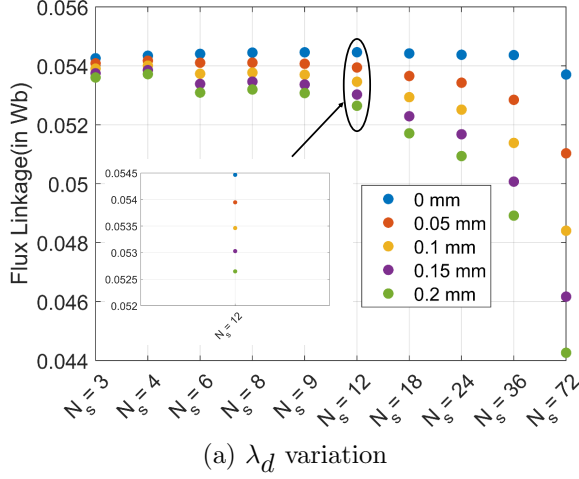 0.056
0.054
0.052
0.05
0.048
0.046
0.044
Flux Linkage(in Wb)
0.0545
0.054
0.0535
0.053
0.0525
0.052
N_s = 12
0 mm
0.05 mm
0.1 mm
0.15 mm
0.2 mm
N_s = 3
N_s = 4
N_s = 6
N_s = 8
N_s = 9
N_s = 12
N_s = 18
N_s = 24
N_s = 36
N_s = 72
(a) λ_d variation